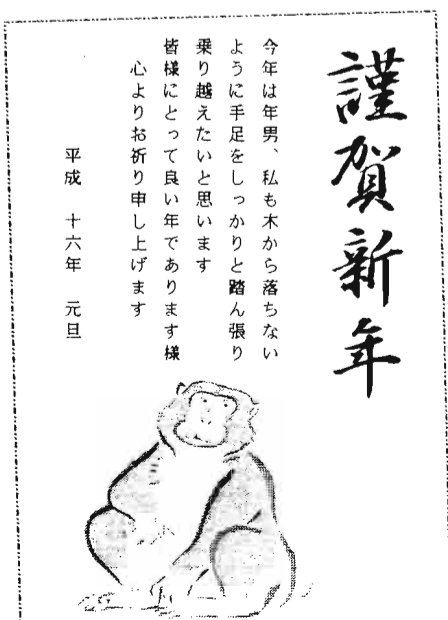 謹賀新年
今年は年男、私も木から落ちない
ように手足をしっかりと踏ん張り
乗り越えたいと思います
皆様にとって良い年であります様
心よりお祈り申し上げます
平成 十六年 元旦